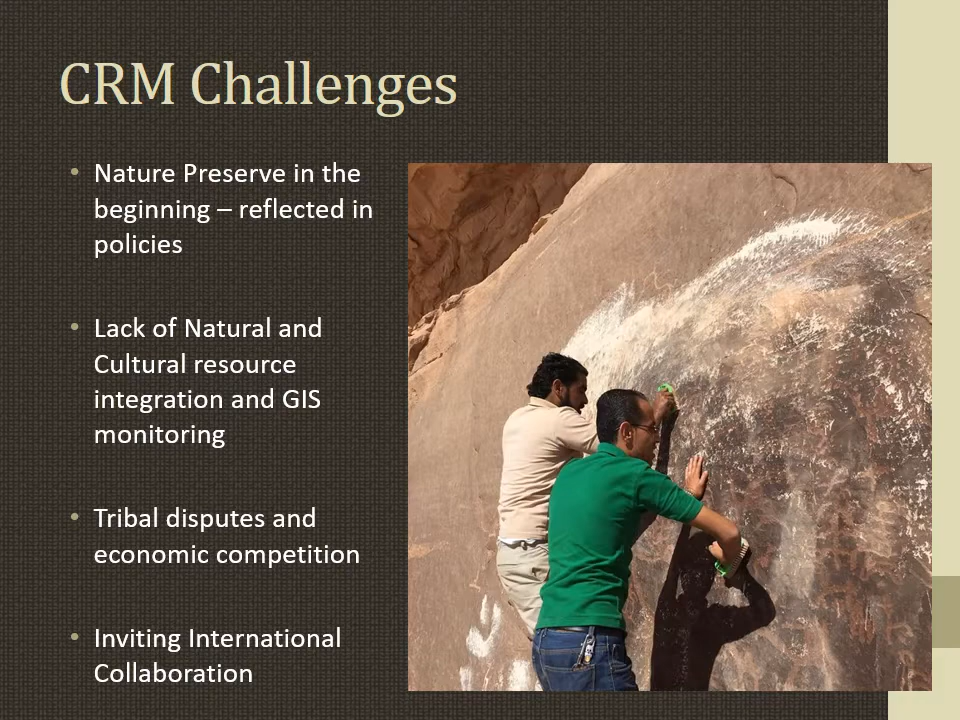 CRM Challenges
• Nature Preserve in the
beginning – reflected in
policies
• Lack of Natural and
Cultural resource
integration and GIS
monitoring
• Tribal disputes and
economic competition
• Inviting International
Collaboration